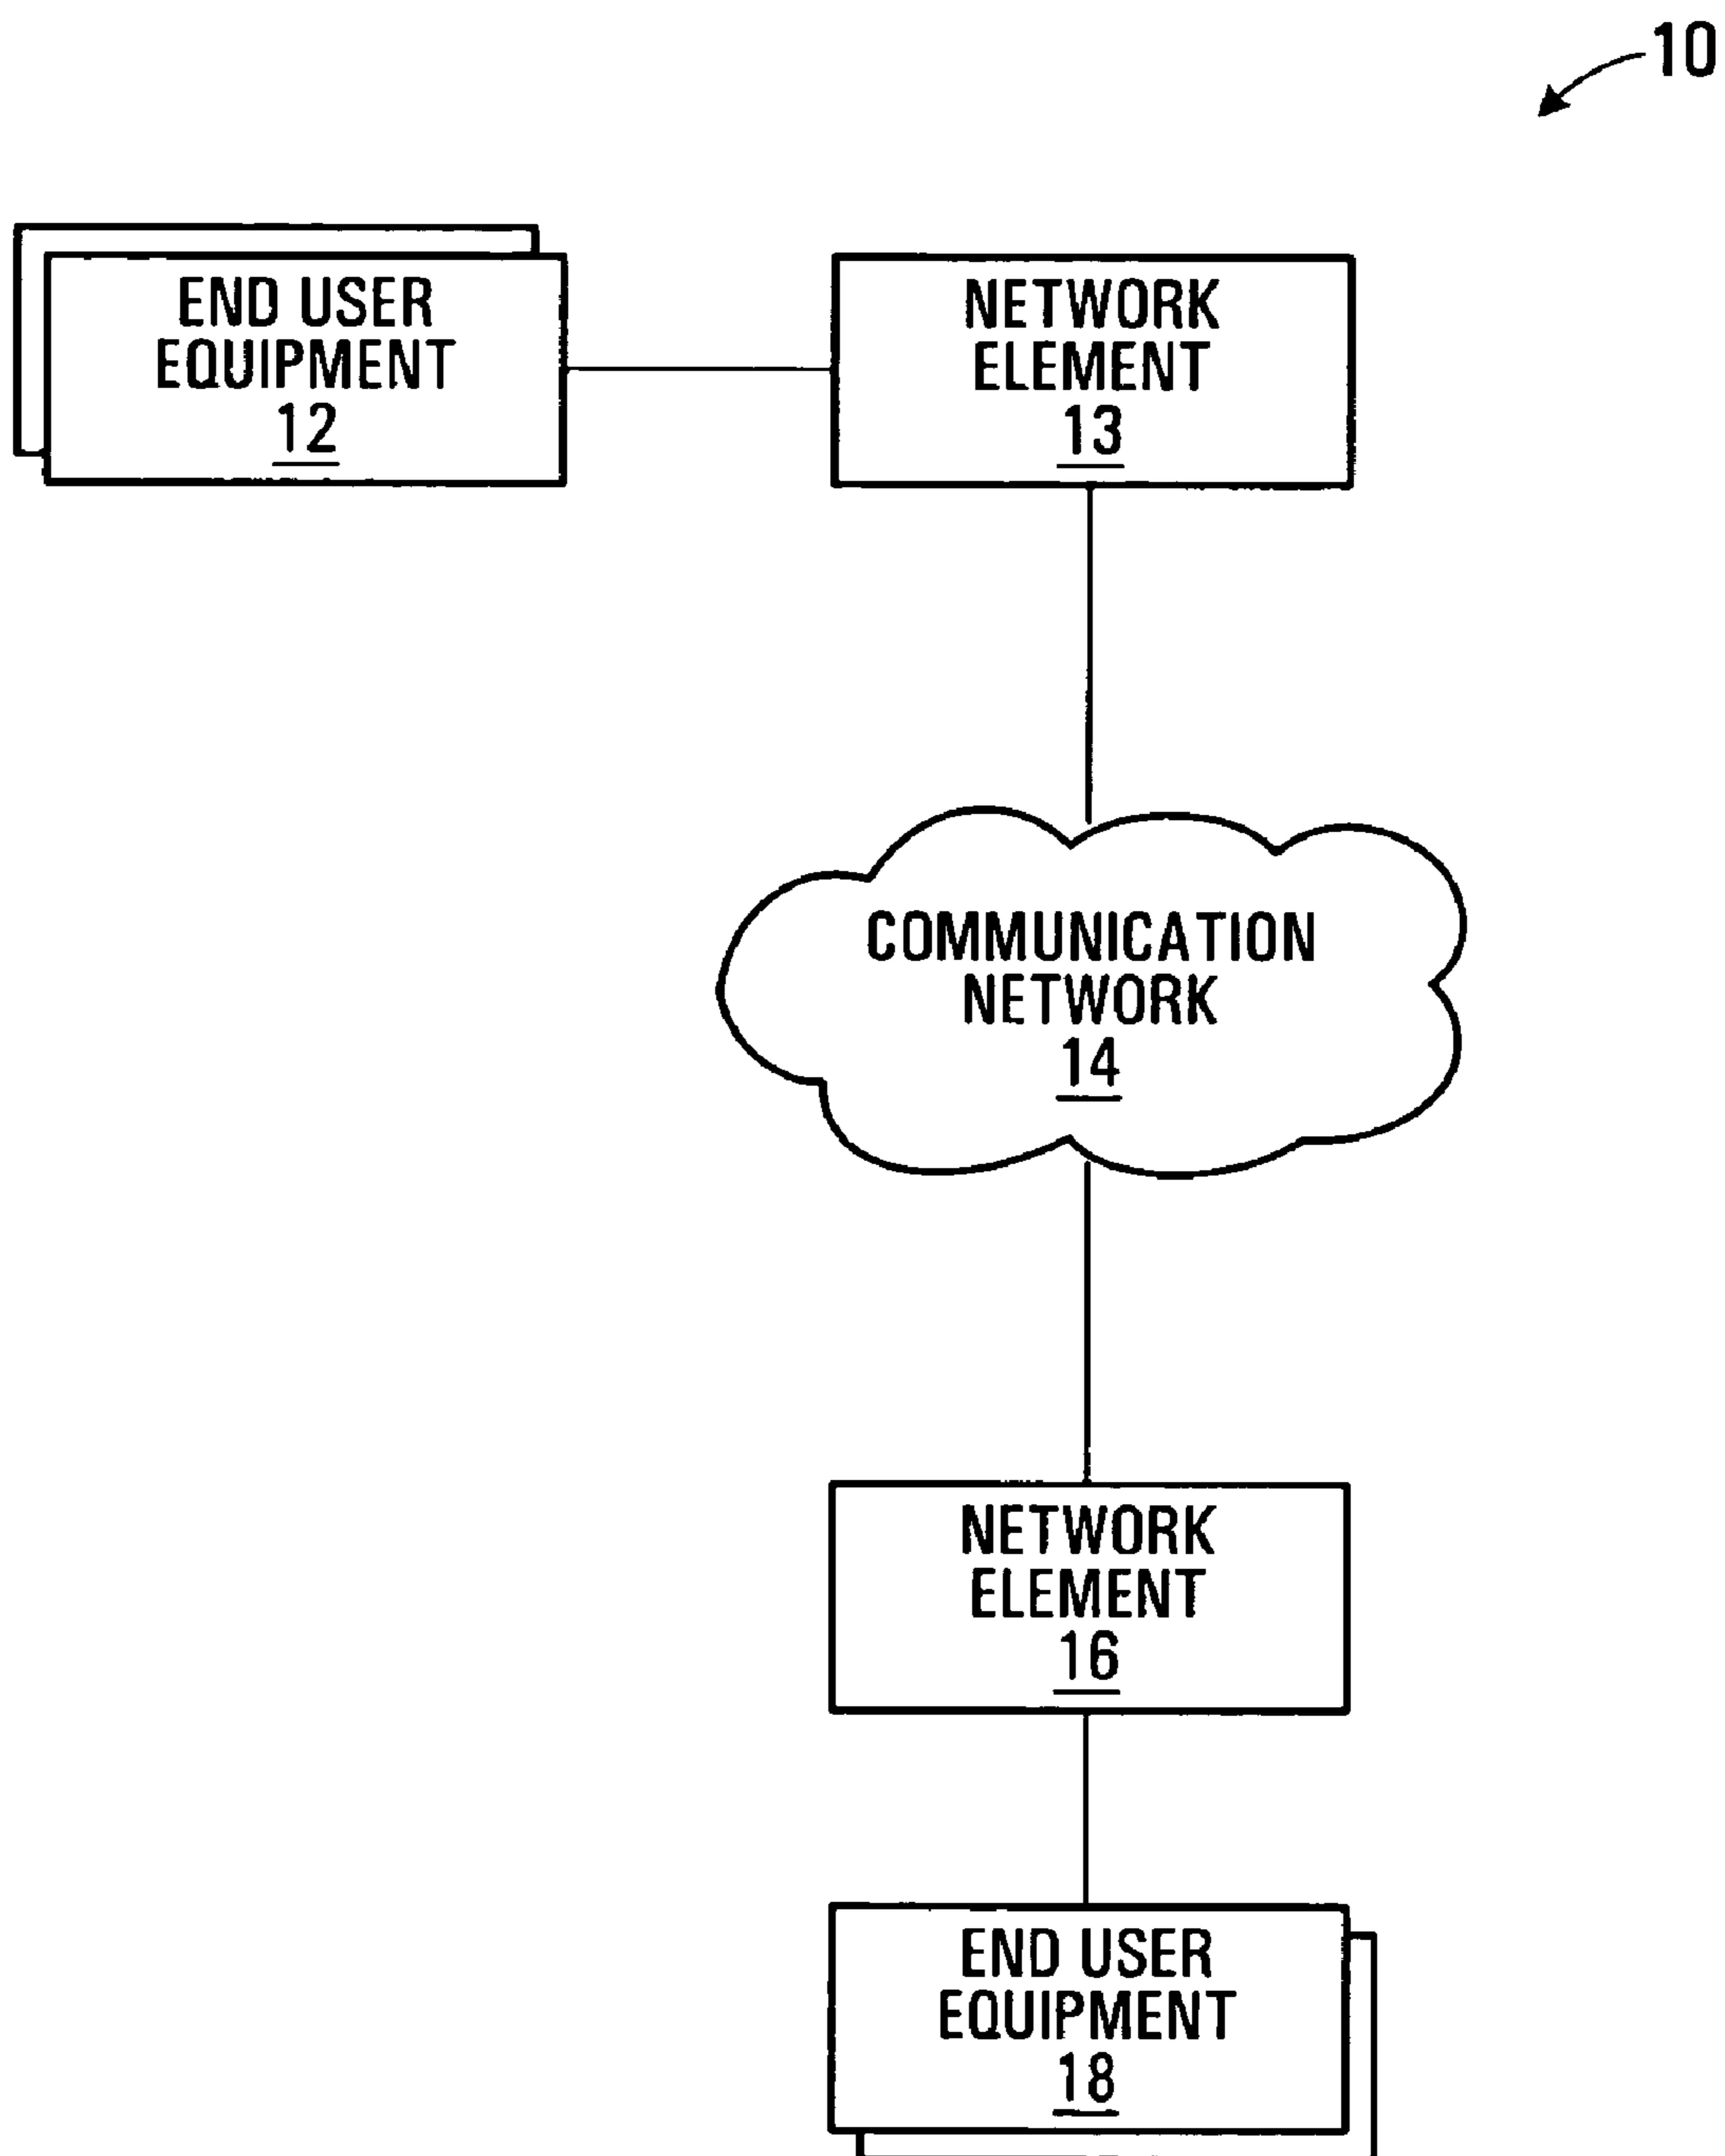 10
END USER
EQUIPMENT
12
NETWORK
ELEMENT
13
COMMUNICATION
NETWORK
14
NETWORK
ELEMENT
16
END USER
EQUIPMENT
18